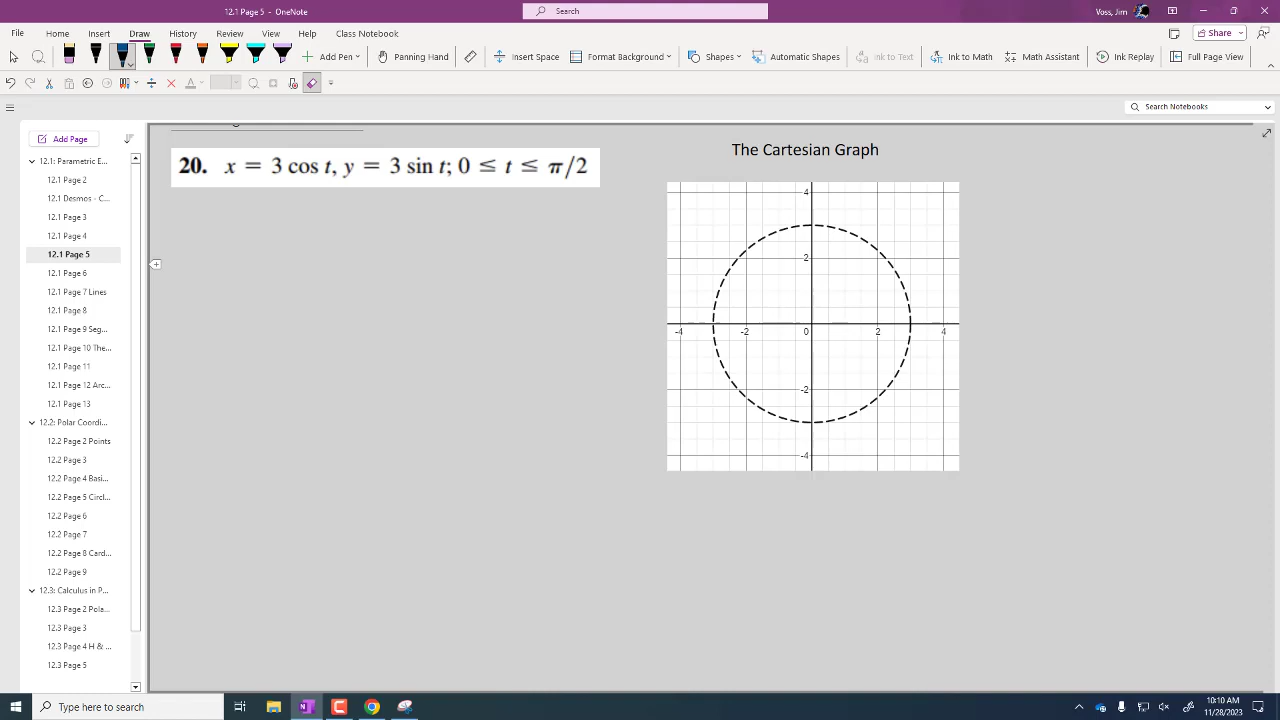 12.1 Page 5 - OneNote
Search
Voss, Jim
File
Home
Insert
Draw
History
Review
View
Help
Class Notebook
Share
Add Pen
Panning Hand
Insert Space
Format Background
Shapes
Automatic Shapes
Ink to Text
Ink to Math
Math Assistant
Ink Replay
Full Page View
Search Notebooks
Add Page
12.1: Parametric E...
12.1 Page 2
12.1 Desmos - C...
12.1 Page 3
12.1 Page 4
12.1 Page 5
12.1 Page 6
12.1 Page 7 Lines
12.1 Page 8
12.1 Page 9 Seg...
12.1 Page 10 The...
12.1 Page 11
12.1 Page 12 Arc...
12.1 Page 13
12.2: Polar Coordi...
12.2 Page 2 Points
12.2 Page 3
12.2 Page 4 Basi...
12.2 Page 5 Circl...
12.2 Page 6
12.2 Page 7
12.2 Page 8 Card...
12.2 Page 9
12.3: Calculus in P...
12.3 Page 2 Pola...
12.3 Page 3
12.3 Page 4 H & ...
12.3 Page 5
20. x = 3 cos t, y = 3 sin t; 0 ≤ t ≤ π/2
The Cartesian Graph
4
2
-4 -2 0 2 4
-2
-4
Type here to search
10:10 AM
11/28/2023